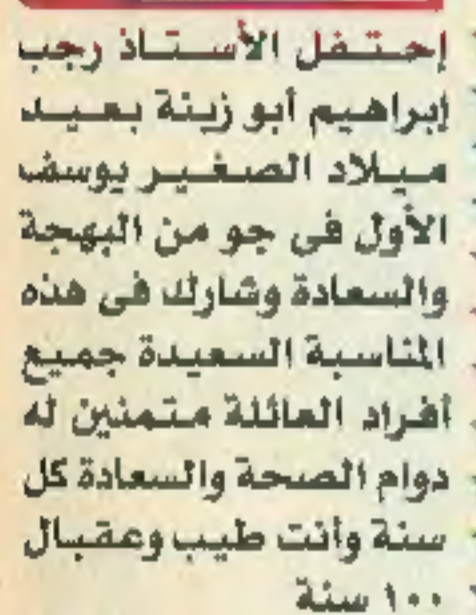 إحتفل الأستاذ رجب
إبراهيم أبو زينة بعيد
ميلاد الصغير يوسف
الأول فى جو من البهجة
والسعادة وشارك فى هذه
المناسبة السعيدة جميع
أفراد العائلة متمنين له
دوام الصحة والسعادة كل
سنة وأنت طيب وعقبال
١٠٠ سنة